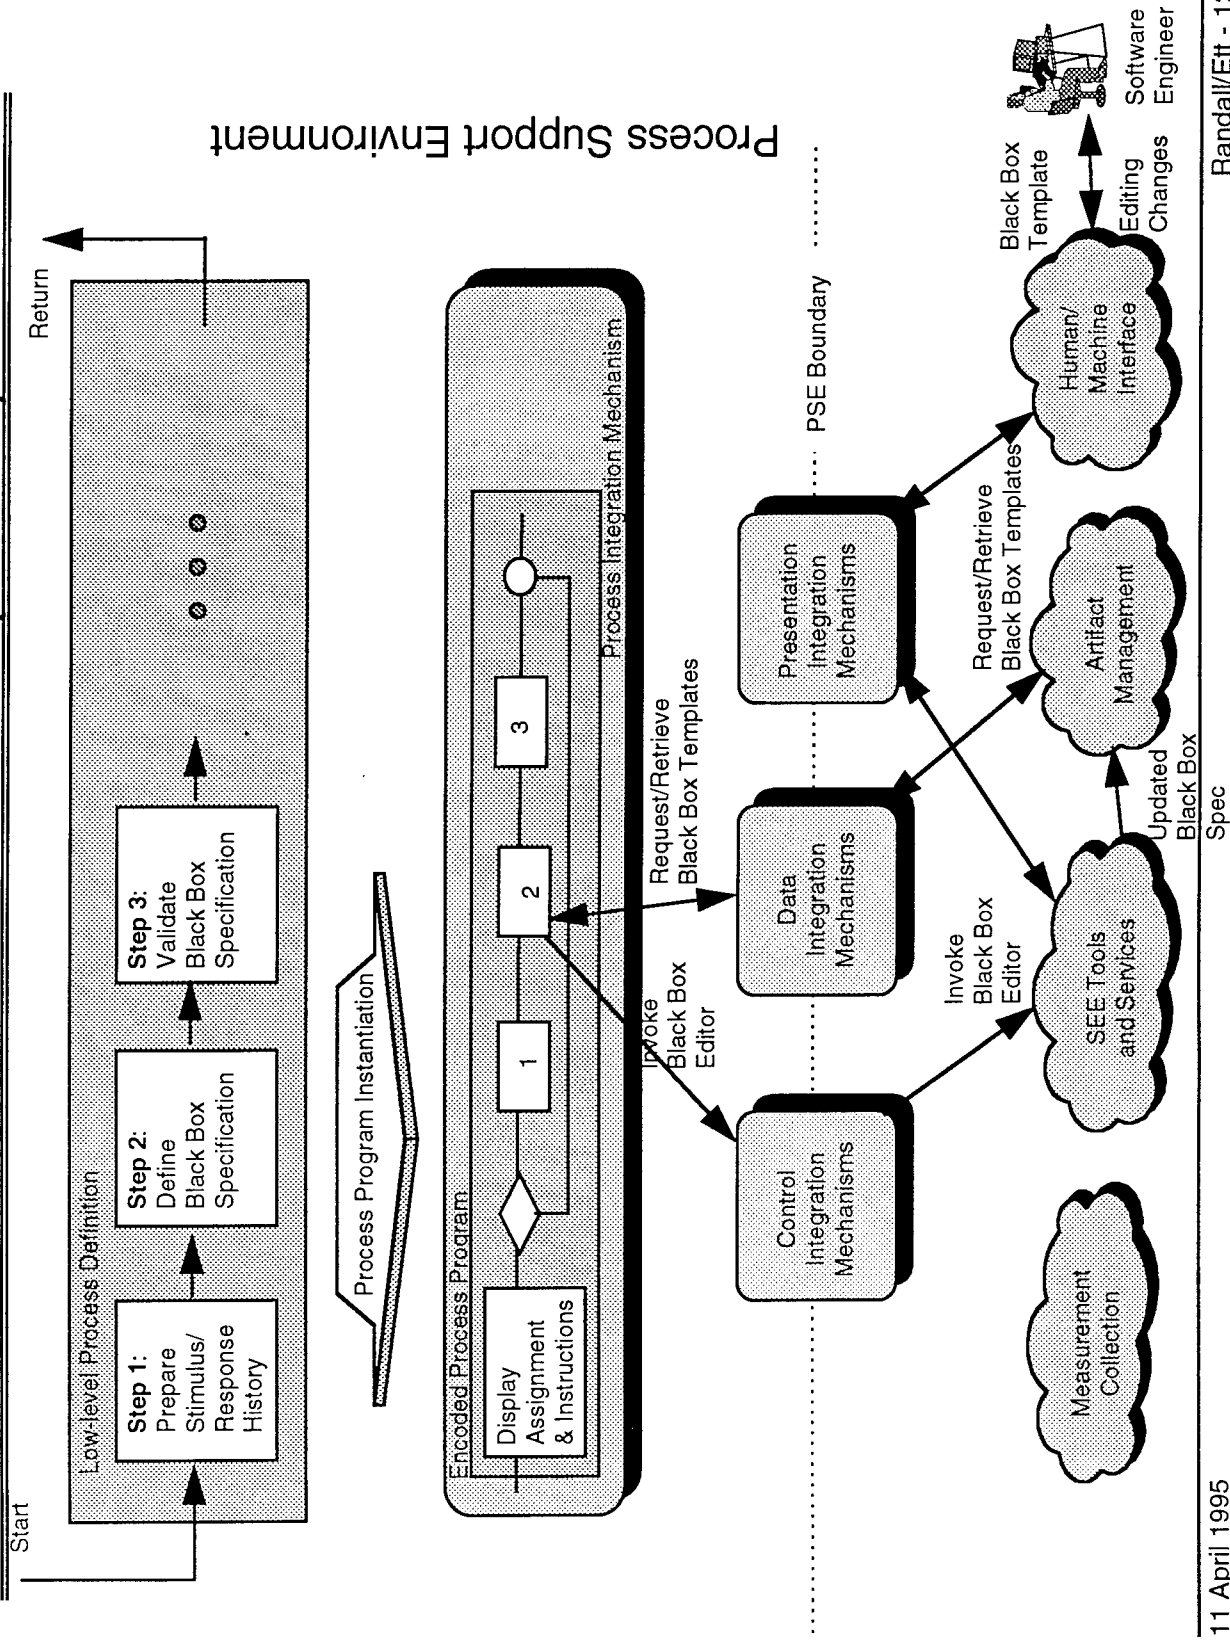 Start
Return
Low-level Process Definition
Step 1:
Prepare
Stimulus/
Response
History
Step 2:
Define
Black Box
Specification
Step 3:
Validate
Black Box
Specification
Process Program Instantiation
Process Support Environment
Encoded Process Program
Display
Assignment
& Instructions
1
2
3
Process Integration Mechanism
Invoke
Black Box
Editor
Request/Retrieve
Black Box Templates
Control
Integration
Mechanisms
Data
Integration
Mechanisms
Presentation
Integration
Mechanisms
PSE Boundary
Invoke
Black Box
Editor
Request/Retrieve
Black Box Templates
Black Box
Template
Measurement
Collection
SEE Tools
and Services
Updated
Black Box
Spec
Artifact
Management
Human/
Machine
Interface
Editing
Changes
Software
Engineer
11 April 1995
Randall/Ett -